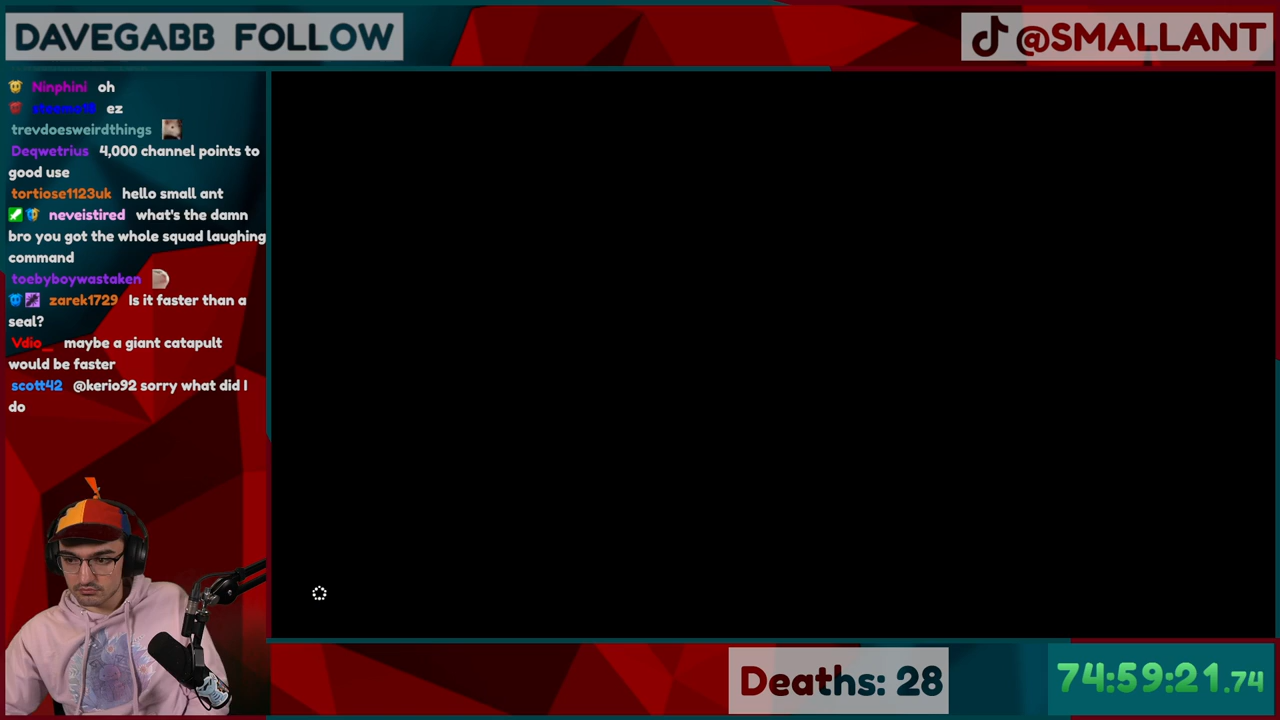 DAVEGABB FOLLOW
@SMALLANT
Ninphini oh
ez
trevdoesweirdthings
Deqwetrius 4,000 channel points to
good use
tortiose1123uk hello small ant
neveistired what's the damn
bro you got the whole squad laughing
command
toebyboywastaken
zarek1729 Is it faster than a
seal?
Vdio_ maybe a giant catapult
would be faster
scott42 @kerio92 sorry what did I
do
Deaths: 28
74:59:21.74